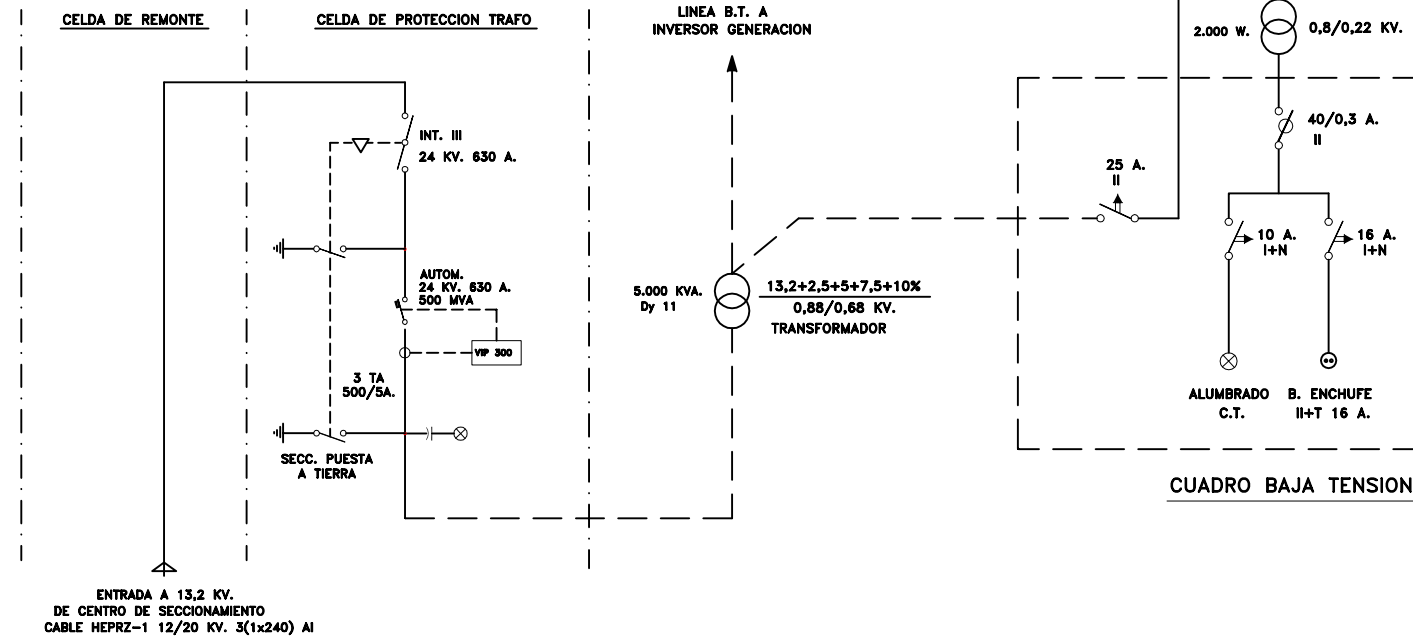 CELDA DE REMONTE
CELDA DE PROTECCION TRAFO
LINEA B.T. A
INVERSOR GENERACION
2.000 W.
0,8/0,22 KV.
INT. III
24 KV. 630 A.
40/0,3 A.
II
25 A.
II
10 A.
I+N
16 A.
I+N
AUTOM.
24 KV. 630 A.
500 MVA
VIP 300
3 TA
500/5A.
5.000 KVA.
Dy 11
13,2+2,5+5+7,5+10%
0,88/0,68 KV.
TRANSFORMADOR
ALUMBRADO
C.T.
B. ENCHUFE
II+T 16 A.
SECC. PUESTA
A TIERRA
CUADRO BAJA TENSION
ENTRADA A 13,2 KV.
DE CENTRO DE SECCIONAMIENTO
CABLE HEPRZ-1 12/20 KV. 3(1x240) Al